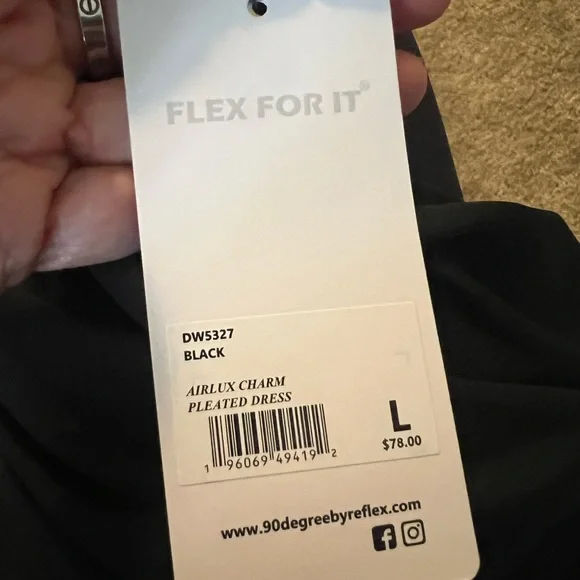 FLEX FOR IT®
DW5327
BLACK
AIRLUX CHARM
PLEATED DRESS
L
$78.00
1 96069 49419 2
www.90degreebyreflex.com